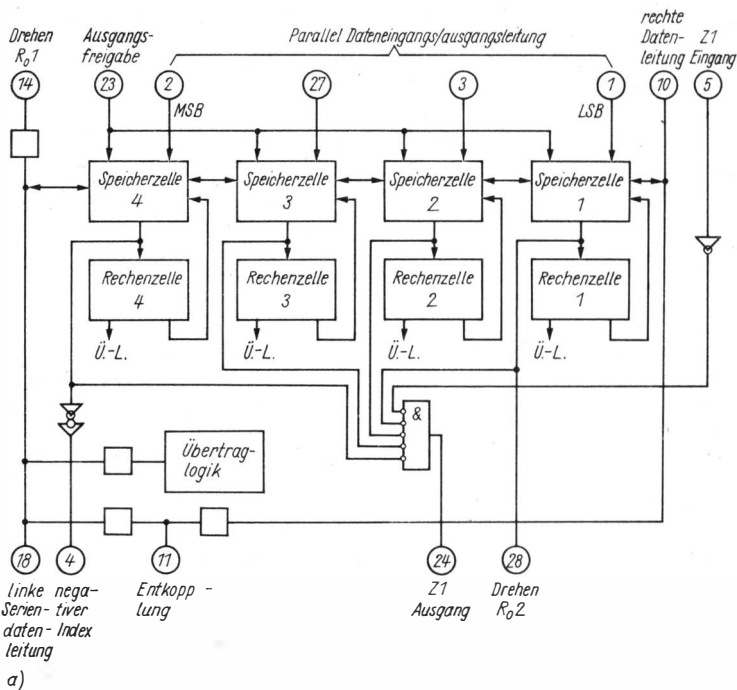 Drehen
R₀1
Ausgangs-
freigabe
Parallel Dateneingangs/ausgangsleitung
rechte
Daten-
leitung
Z1
Eingang
14
23
2
27
3
1
10
5
MSB
LSB
Speicherzelle
4
Speicherzelle
3
Speicherzelle
2
Speicherzelle
1
Rechenzelle
4
Rechenzelle
3
Rechenzelle
2
Rechenzelle
1
Ü.-L.
Ü.-L.
Ü.-L.
Ü.-L.
&
Übertrag-
logik
18
4
11
24
28
linke
Serien-
daten-
leitung
nega-
tiver
Index
Entkopp-
lung
Z1
Ausgang
Drehen
R₀2
a)